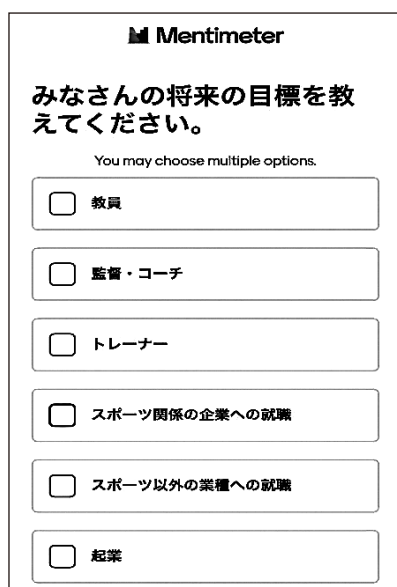 Mentimeter
みなさんの将来の目標を教
えてください。
You may choose multiple options.
教員
監督・コーチ
トレーナー
スポーツ関係の企業への就職
スポーツ以外の業種への就職
起業